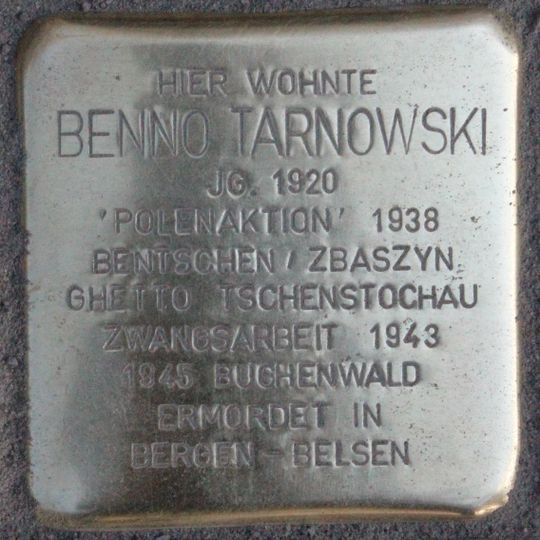 HIER WOHNTE
BENNO TARNOWSKI
JG. 1920
'POLENAKTION' 1938
BENTSCHEN / ZBASZYN
GHETTO TSCHENSTOCHAU
ZWANGSARBEIT 1943
1945 BUCHENWALD
ERMORDET IN
BERGEN - BELSEN